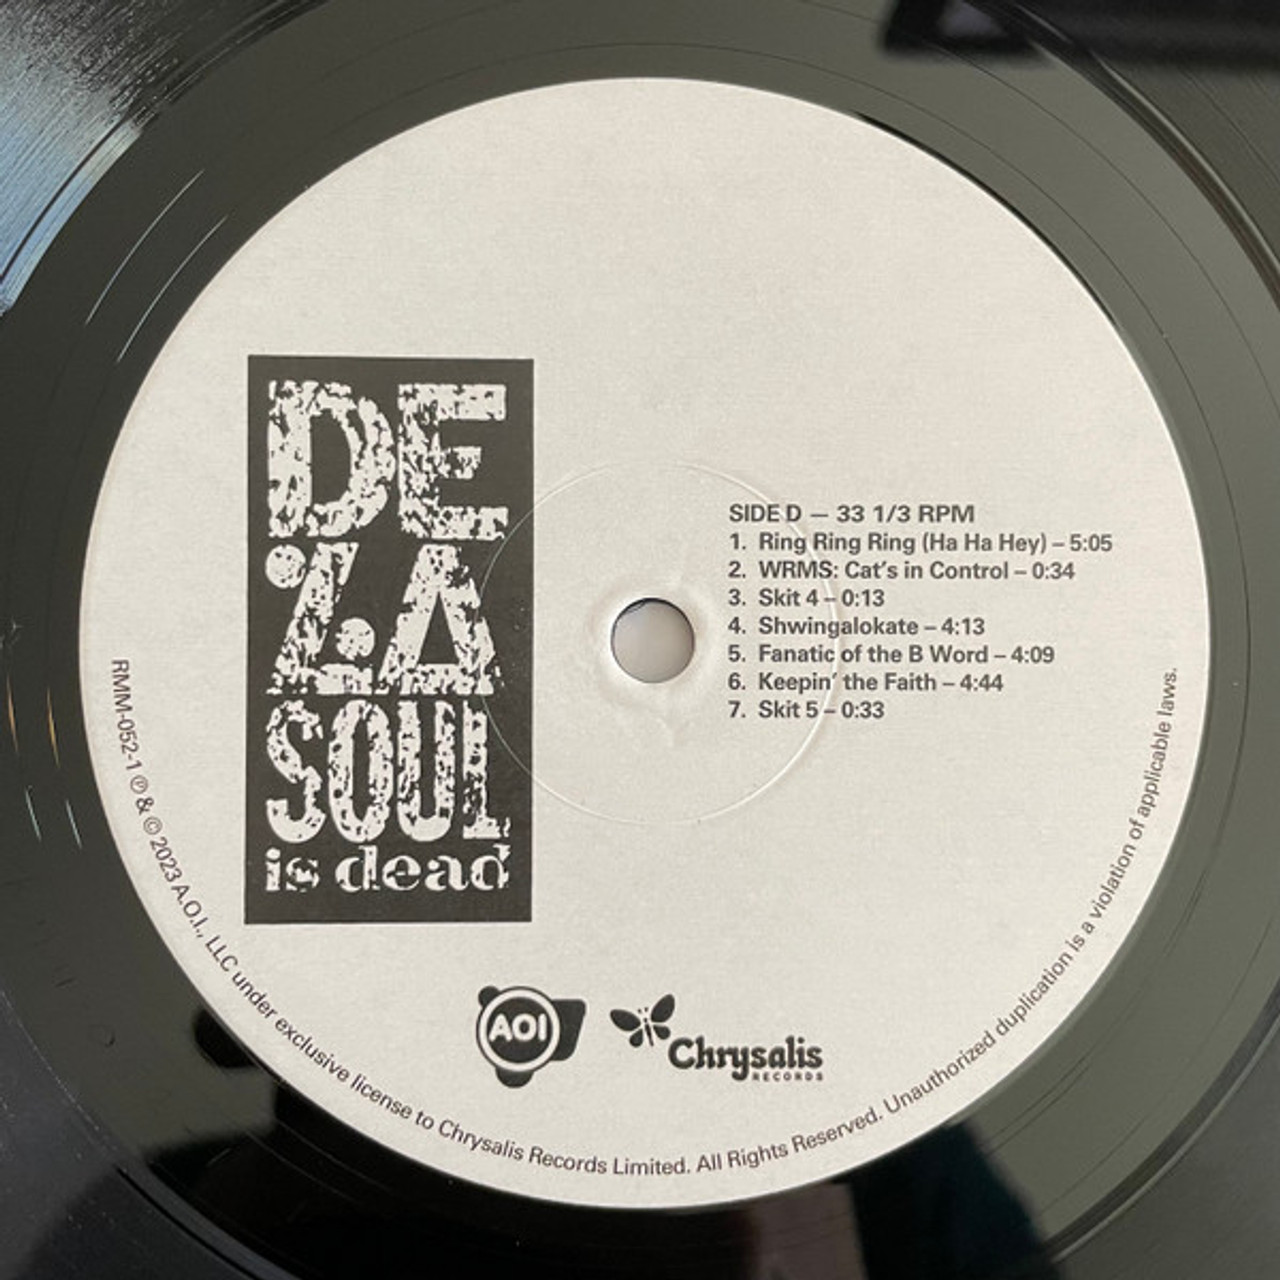 DE
LA
SOUL
is dead
SIDE D — 33 1/3 RPM
1. Ring Ring Ring (Ha Ha Hey) – 5:05
2. WRMS: Cat's in Control – 0:34
3. Skit 4 – 0:13
4. Shwingalokate – 4:13
5. Fanatic of the B Word – 4:09
6. Keepin' the Faith – 4:44
7. Skit 5 – 0:33
AOI
Chrysalis
RECORDS
RMM-052-1 ℗ & © 2023 A.O.I., LLC under exclusive license to Chrysalis Records Limited. All Rights Reserved. Unauthorized duplication is a violation of applicable laws.